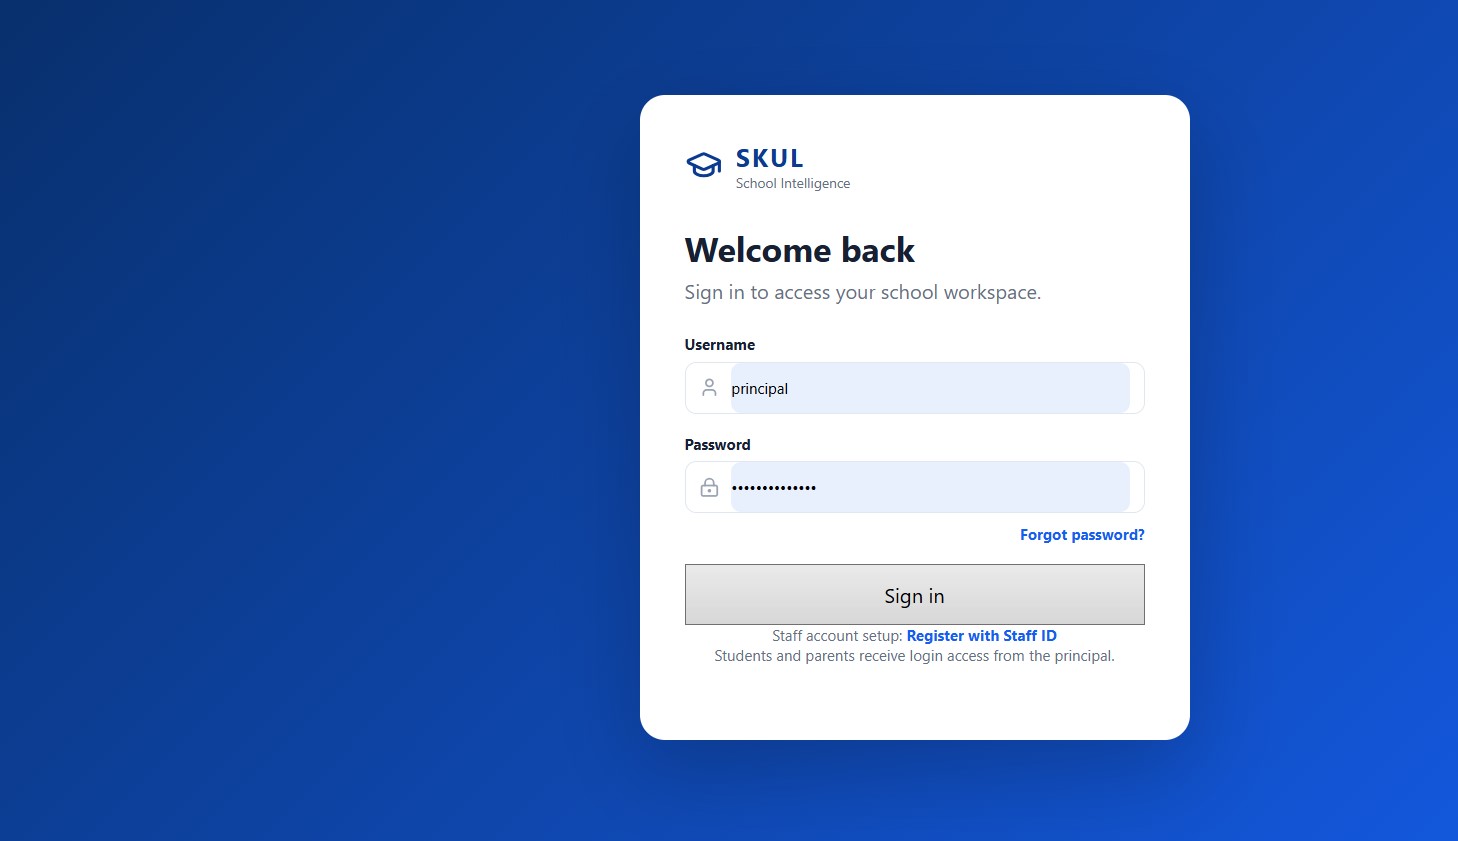 SKUL
School Intelligence
Welcome back
Sign in to access your school workspace.
Username
principal
Password
••••••••••••••
Forgot password?
Sign in
Staff account setup: Register with Staff ID
Students and parents receive login access from the principal.